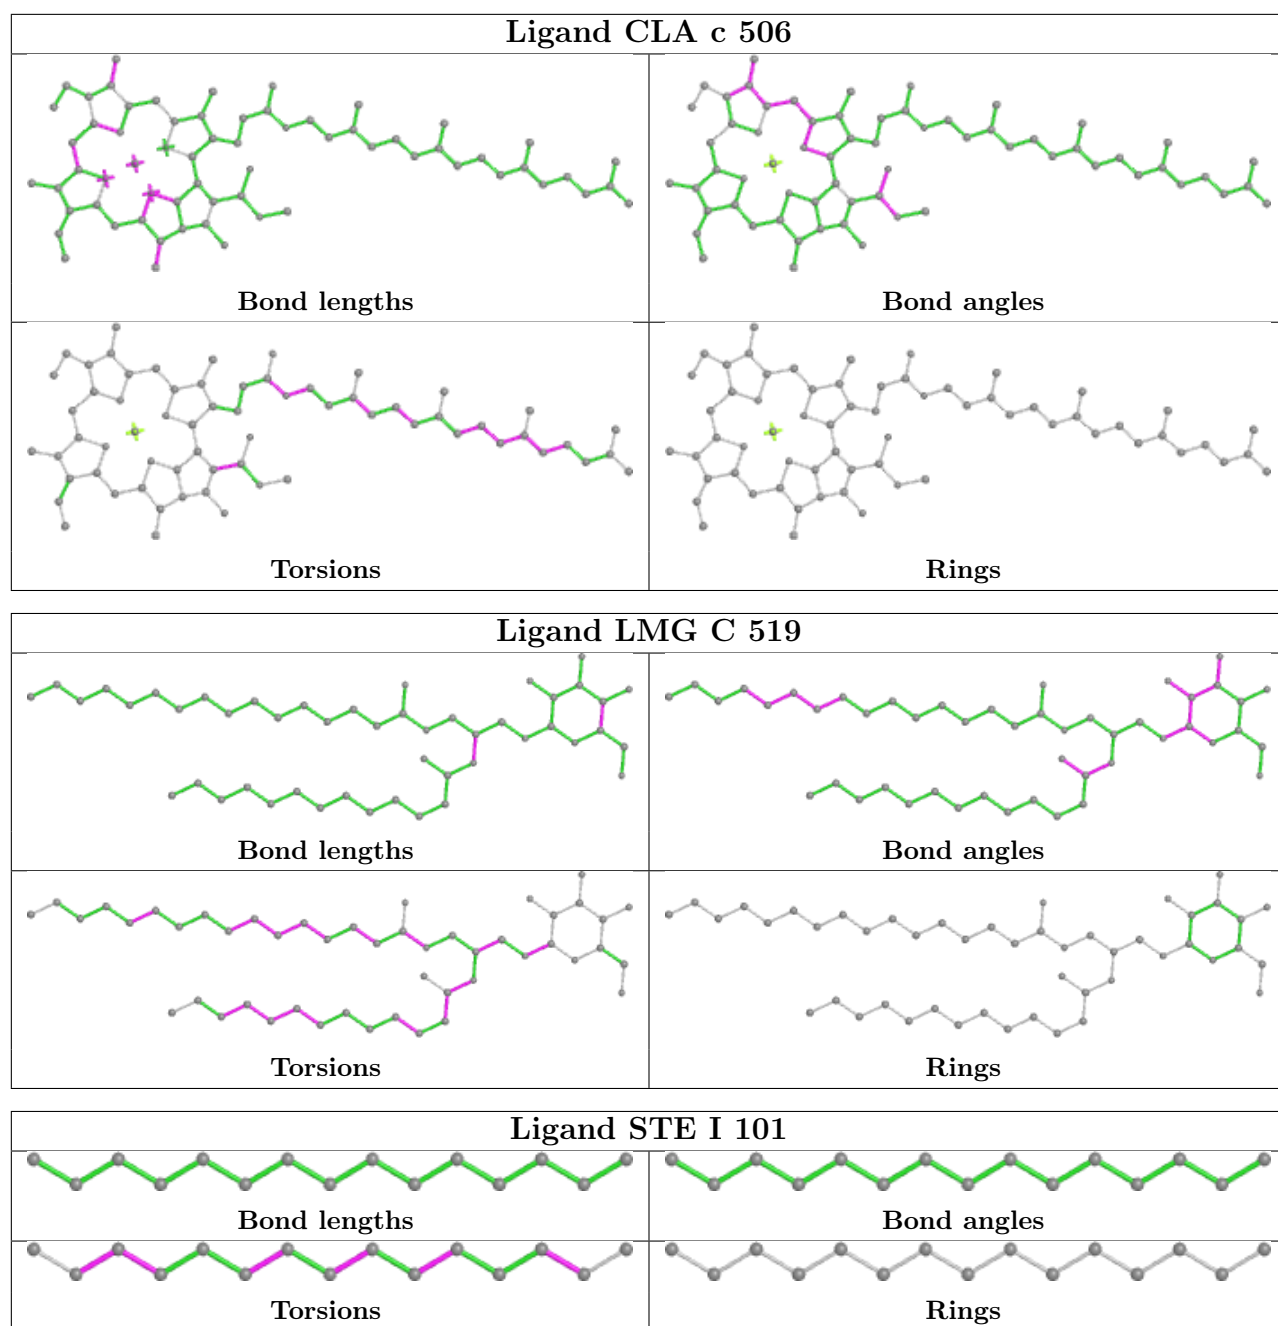 Ligand CLA c 506
Bond lengths
Bond angles
Torsions
Rings
Ligand LMG C 519
Bond lengths
Bond angles
Torsions
Rings
Ligand STE I 101
Bond lengths
Bond angles
Torsions
Rings